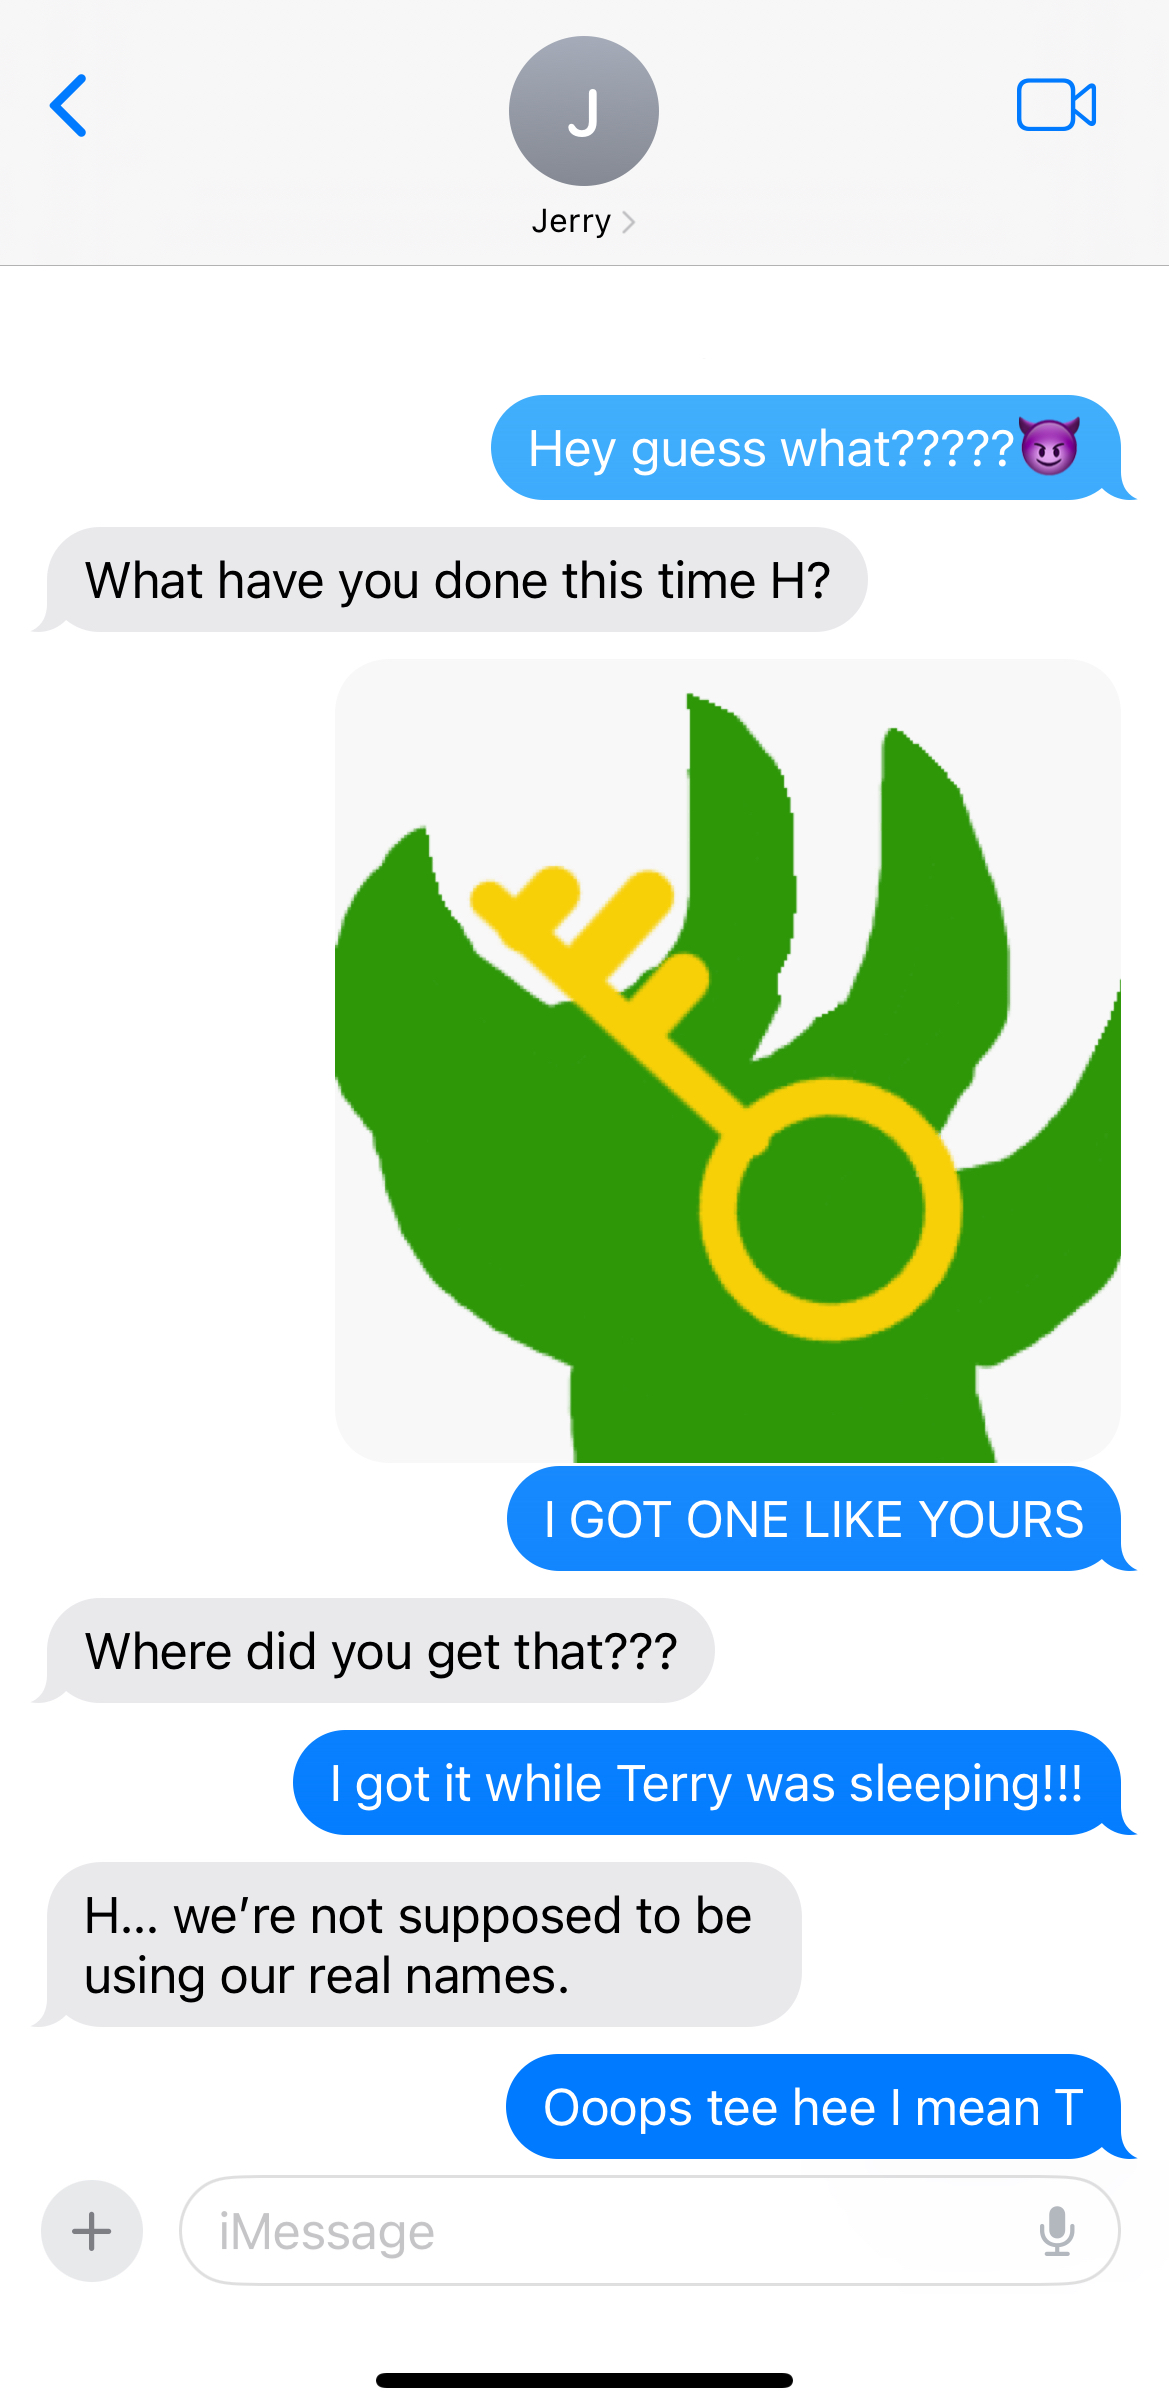 J
Jerry
Hey guess what?????😈
What have you done this time H?
I GOT ONE LIKE YOURS
Where did you get that???
I got it while Terry was sleeping!!!
H... we’re not supposed to be
using our real names.
Ooops tee hee I mean T
iMessage